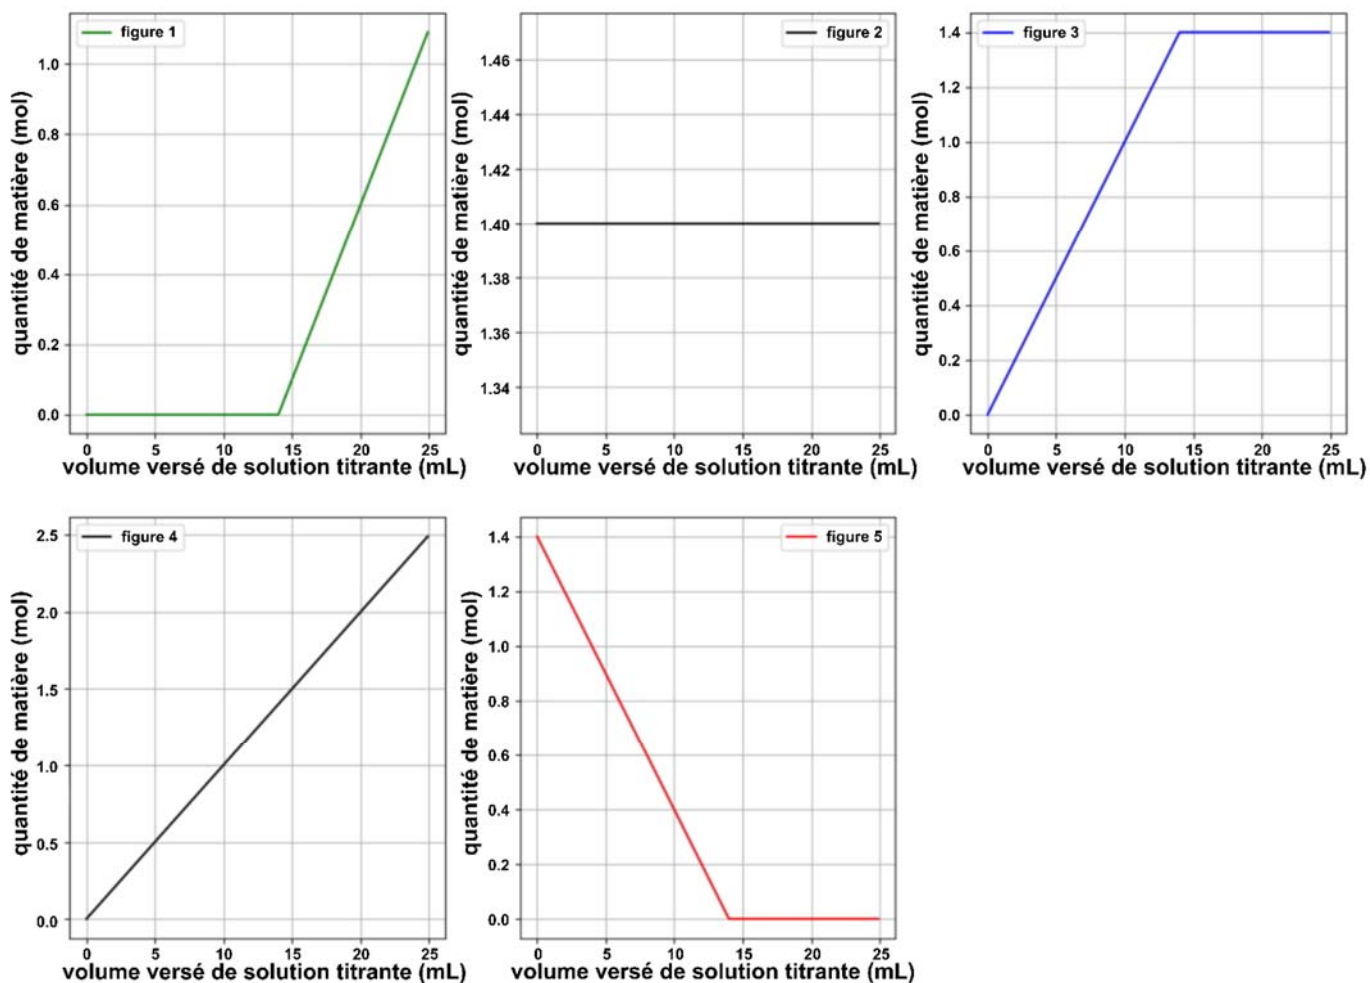 figure 1
1.0
0.8
0.6
0.4
0.2
0.0
quantité de matière (mol)
0 5 10 15 20 25
volume versé de solution titrante (mL)
figure 2
1.46
1.44
1.42
1.40
1.38
1.36
1.34
quantité de matière (mol)
0 5 10 15 20 25
volume versé de solution titrante (mL)
figure 3
1.4
1.2
1.0
0.8
0.6
0.4
0.2
0.0
quantité de matière (mol)
0 5 10 15 20 25
volume versé de solution titrante (mL)
figure 4
2.5
2.0
1.5
1.0
0.5
0.0
quantité de matière (mol)
0 5 10 15 20 25
volume versé de solution titrante (mL)
figure 5
1.4
1.2
1.0
0.8
0.6
0.4
0.2
0.0
quantité de matière (mol)
0 5 10 15 20 25
volume versé de solution titrante (mL)